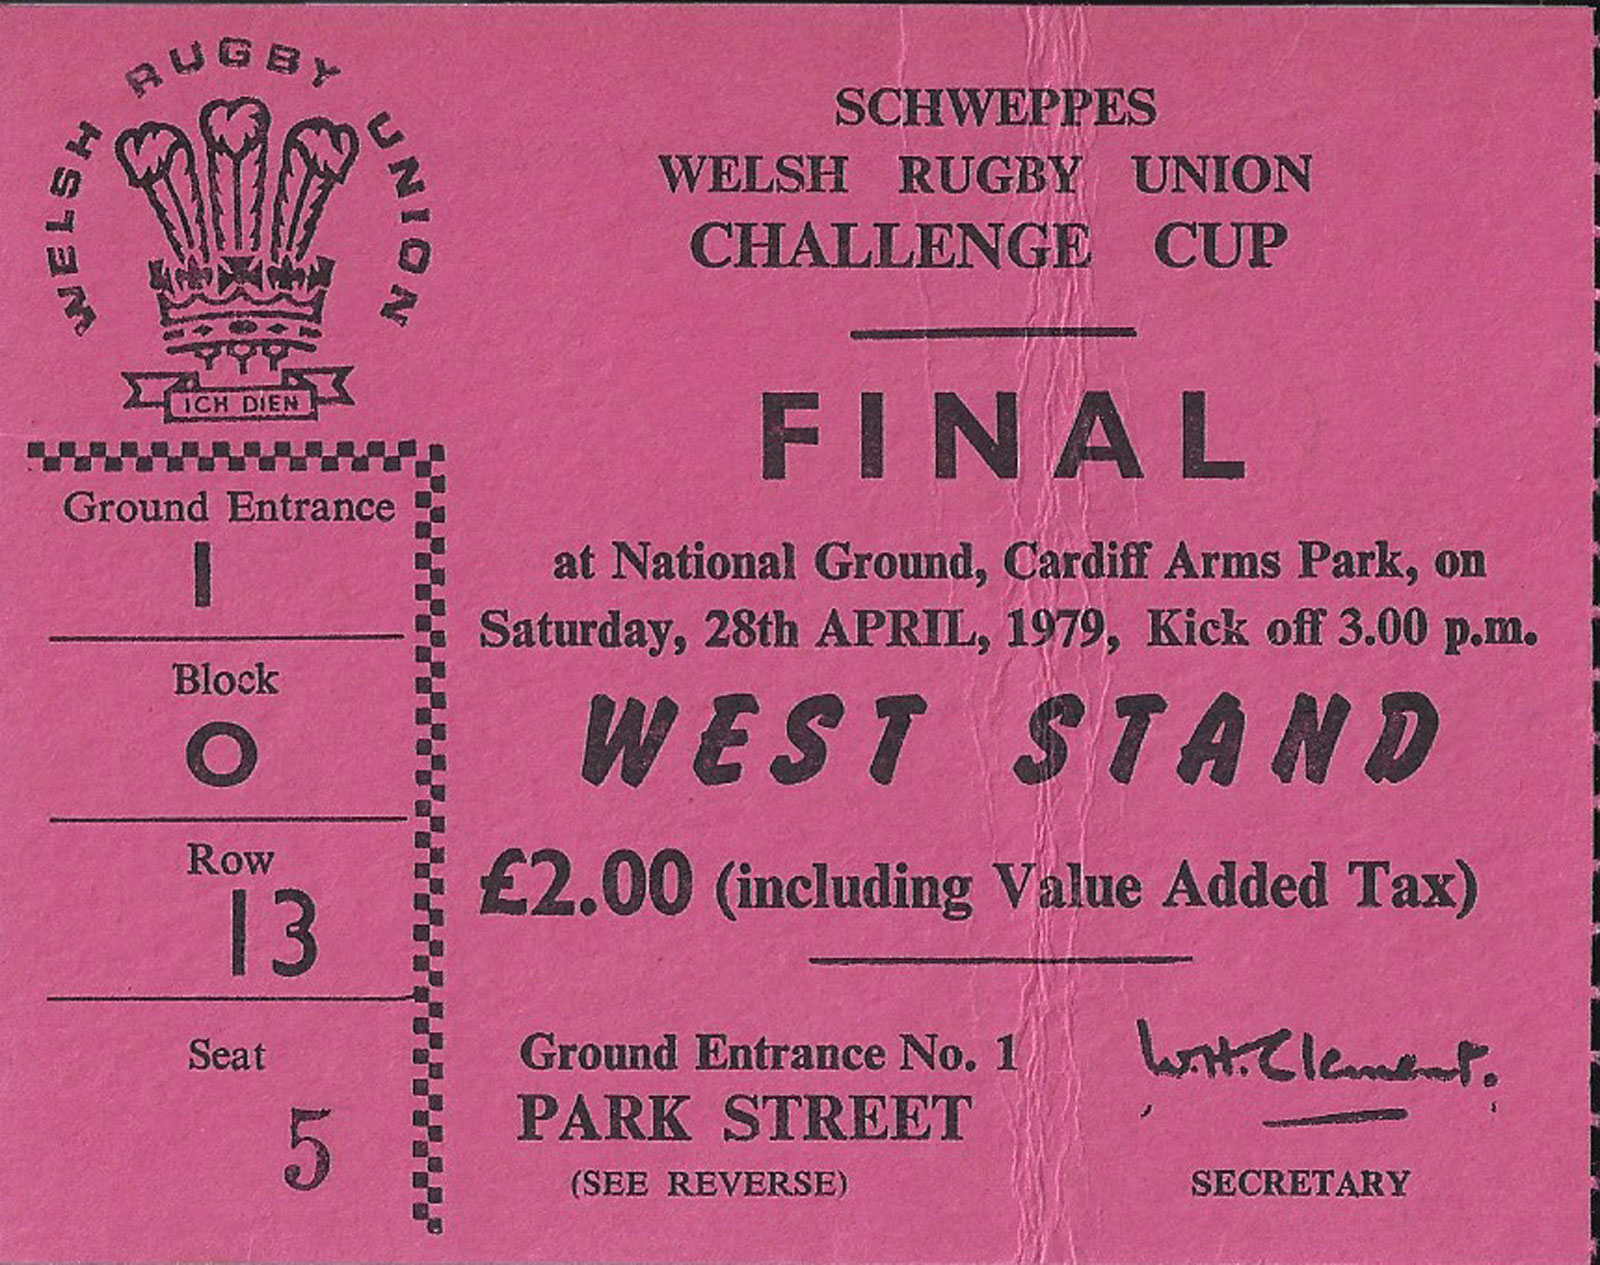 WELSH RUGBY UNION
ICH DIEN
SCHWEPPES
WELSH RUGBY UNION
CHALLENGE CUP
FINAL
at National Ground, Cardiff Arms Park, on
Saturday, 28th APRIL, 1979, Kick off 3.00 p.m.
WEST STAND
£2.00 (including Value Added Tax)
Ground Entrance
1
Block
O
Row
13
Seat
5
Ground Entrance No. 1
PARK STREET
(SEE REVERSE)
W.H. Clement.
SECRETARY